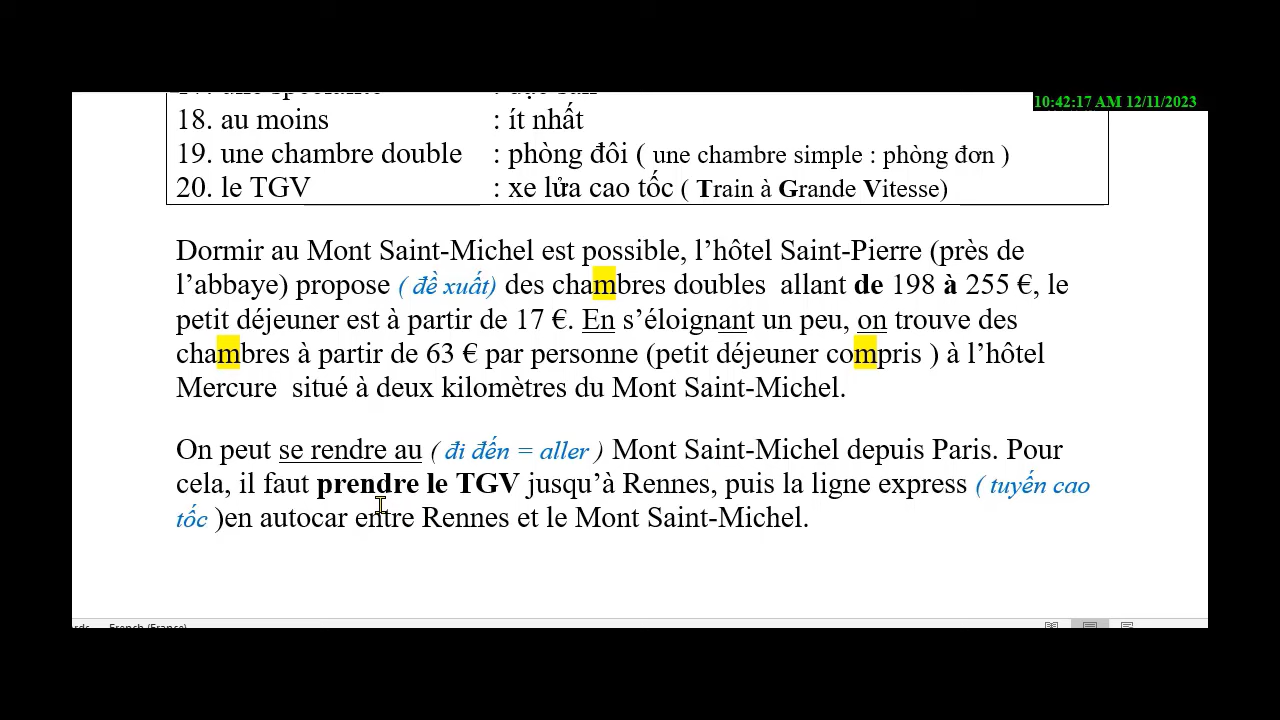 10:42:17 AM 12/11/2023
18. au moins : ít nhất
19. une chambre double : phòng đôi ( une chambre simple : phòng đơn )
20. le TGV : xe lửa cao tốc ( Train à Grande Vitesse)
Dormir au Mont Saint-Michel est possible, l’hôtel Saint-Pierre (près de
l’abbaye) propose ( đề xuất) des chambres doubles allant de 198 à 255 €, le
petit déjeuner est à partir de 17 €. En s’éloignant un peu, on trouve des
chambres à partir de 63 € par personne (petit déjeuner compris ) à l’hôtel
Mercure situé à deux kilomètres du Mont Saint-Michel.
On peut se rendre au ( đi đến = aller ) Mont Saint-Michel depuis Paris. Pour
cela, il faut prendre le TGV jusqu’à Rennes, puis la ligne express ( tuyến cao
tốc )en autocar entre Rennes et le Mont Saint-Michel.
French (France)